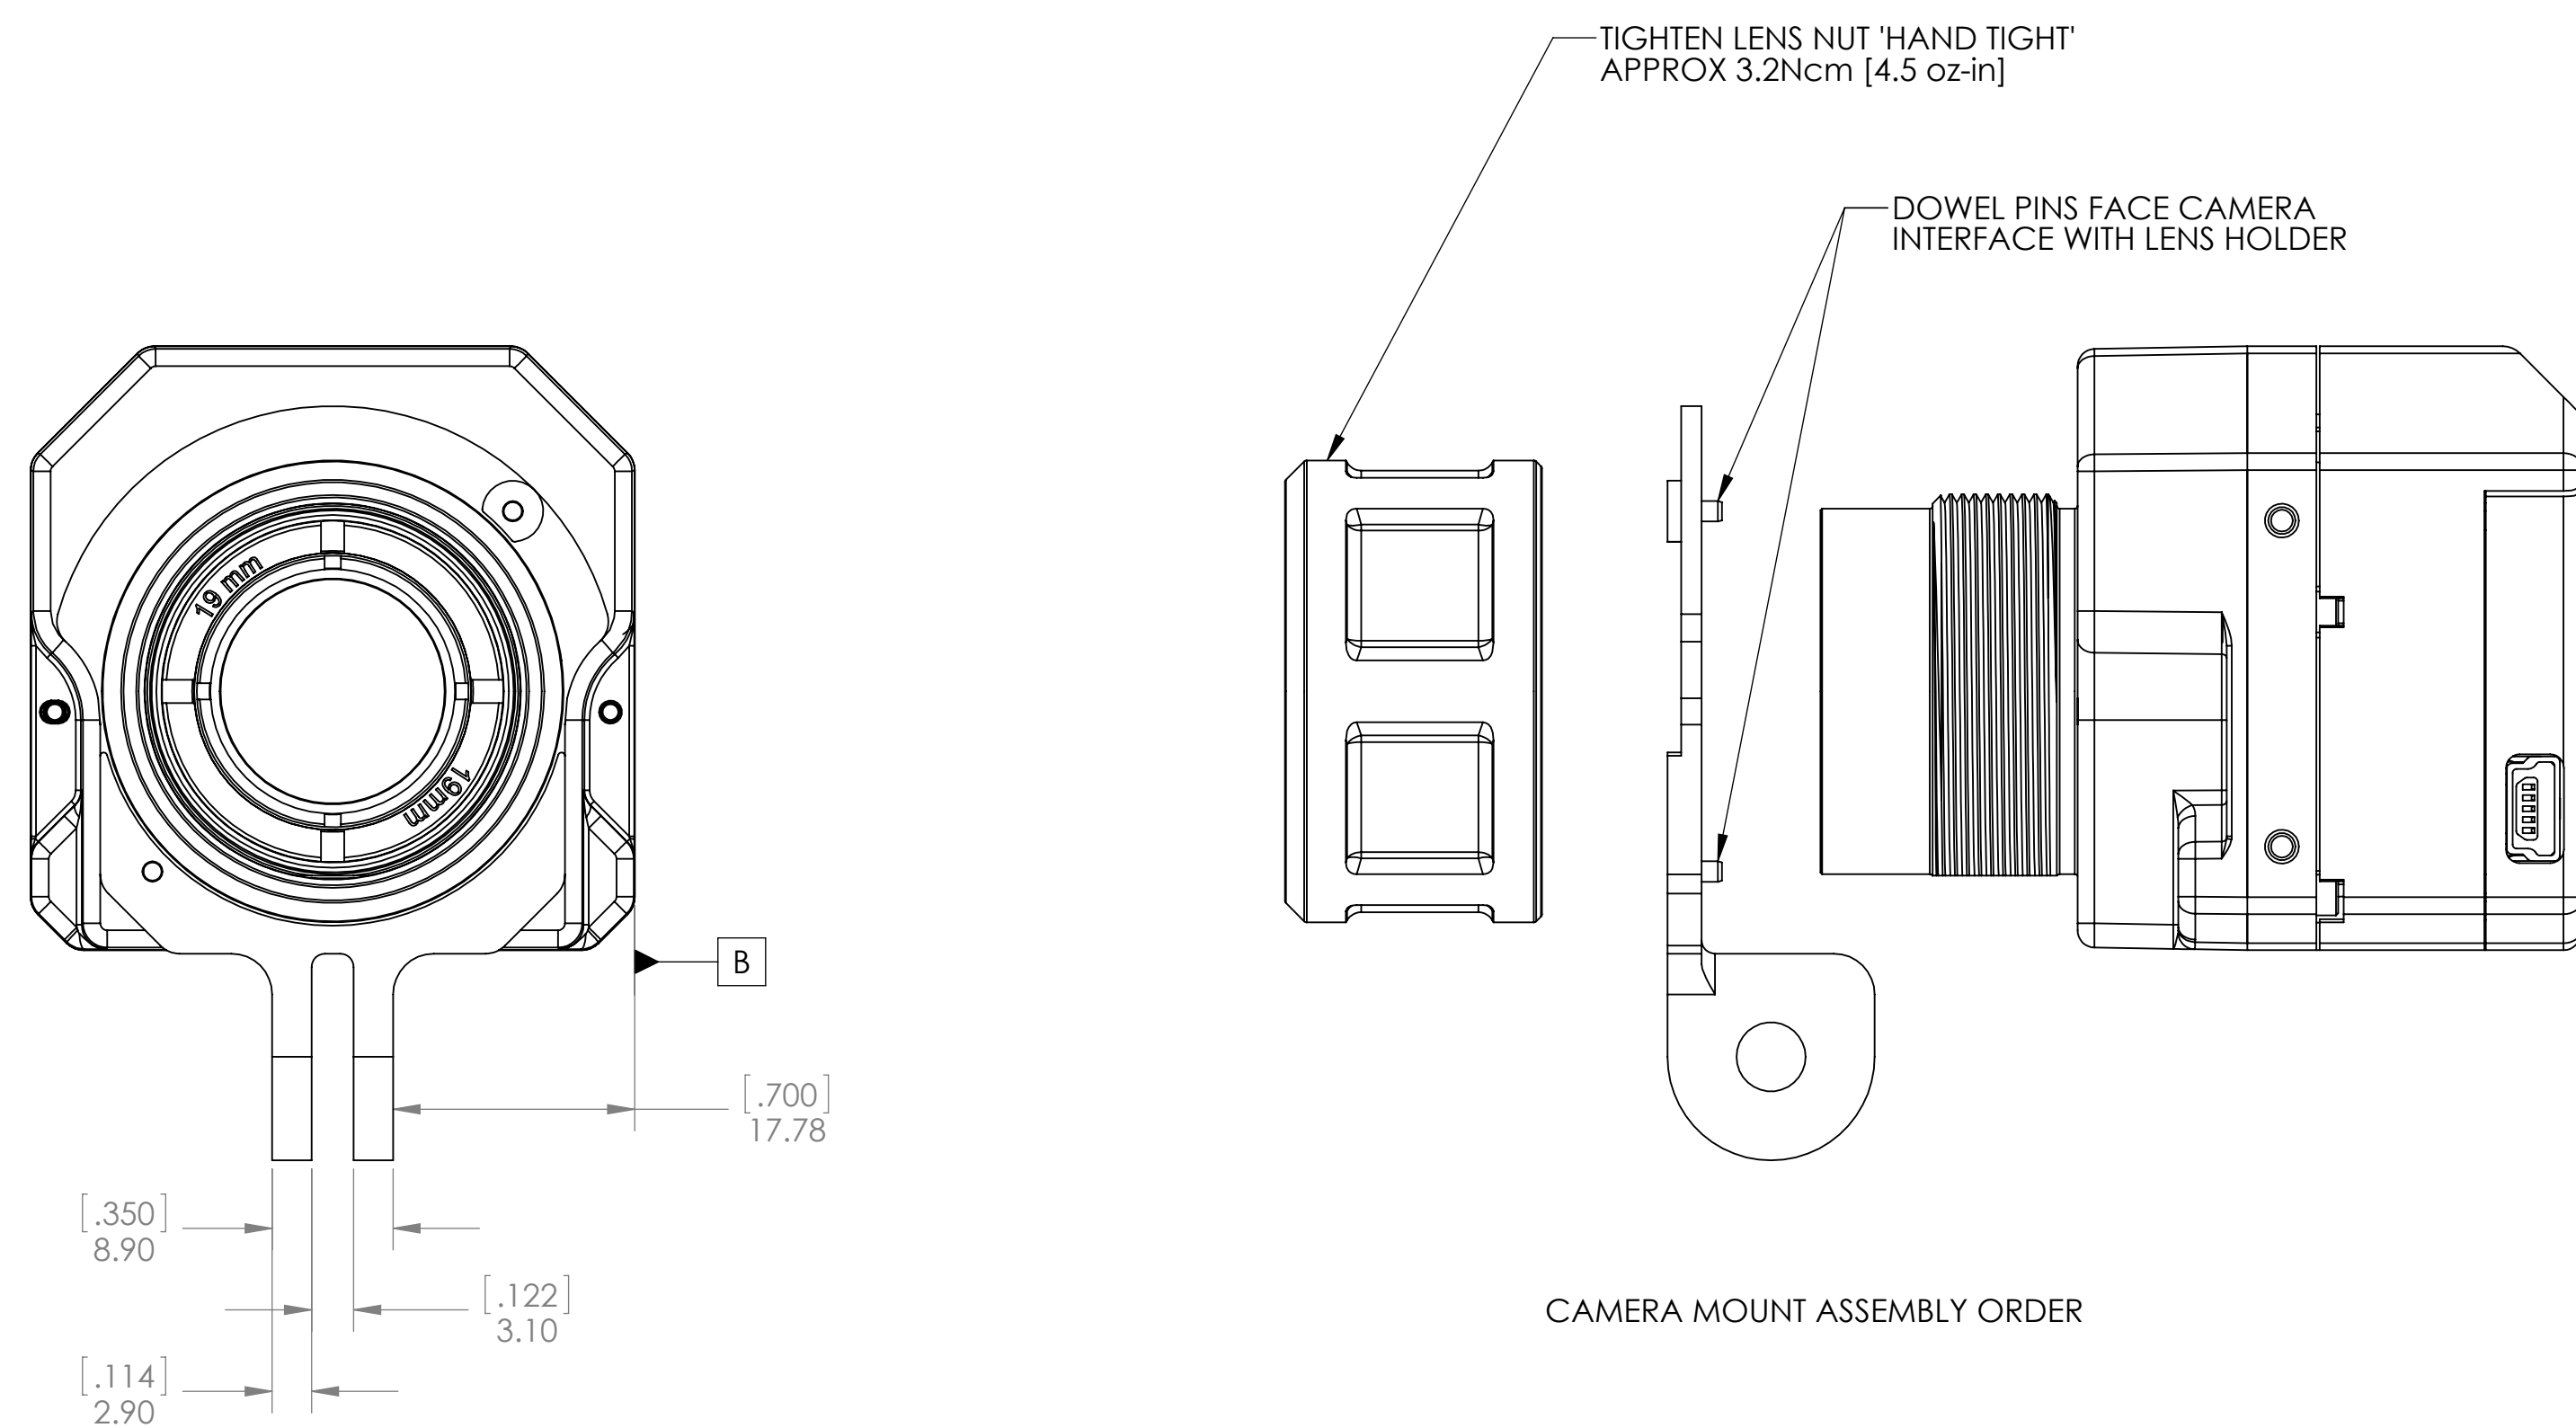 TIGHTEN LENS NUT 'HAND TIGHT'
APPROX 3.2Ncm [4.5 oz-in]
DOWEL PINS FACE CAMERA
INTERFACE WITH LENS HOLDER
19 mm
19mm
B
[.700]
17.78
[.350]
8.90
[.122]
3.10
[.114]
2.90
CAMERA MOUNT ASSEMBLY ORDER